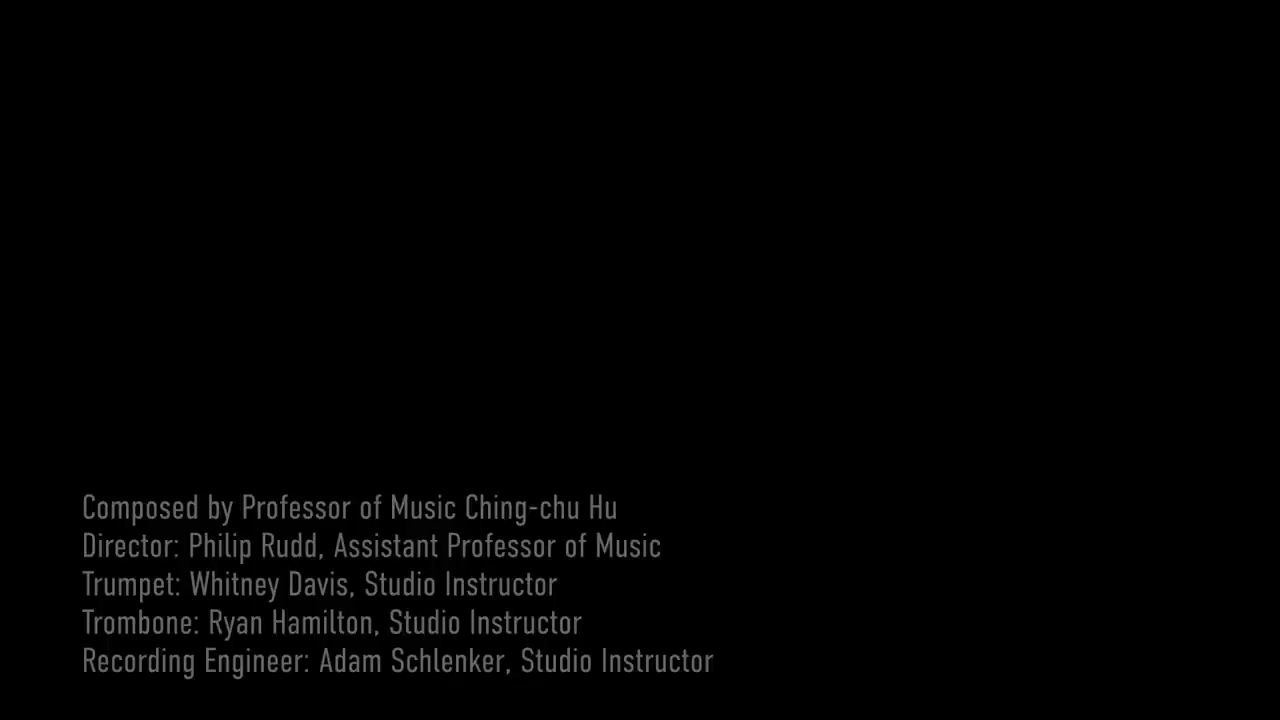 Composed by Professor of Music Ching-chu Hu
Director: Philip Rudd, Assistant Professor of Music
Trumpet: Whitney Davis, Studio Instructor
Trombone: Ryan Hamilton, Studio Instructor
Recording Engineer: Adam Schlenker, Studio Instructor